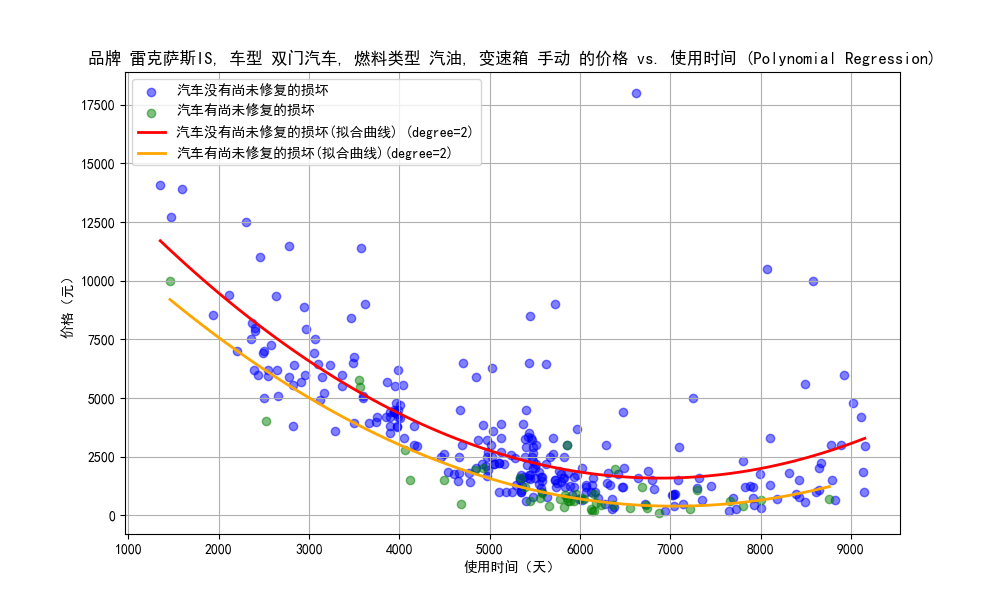 品牌 雷克萨斯IS, 车型 双门汽车, 燃料类型 汽油, 变速箱 手动 的价格 vs. 使用时间 (Polynomial Regression)
汽车没有尚未修复的损坏
汽车有尚未修复的损坏
汽车没有尚未修复的损坏(拟合曲线) (degree=2)
汽车有尚未修复的损坏(拟合曲线)(degree=2)
价格（元）
17500
15000
12500
10000
7500
5000
2500
0
1000 2000 3000 4000 5000 6000 7000 8000 9000
使用时间（天）